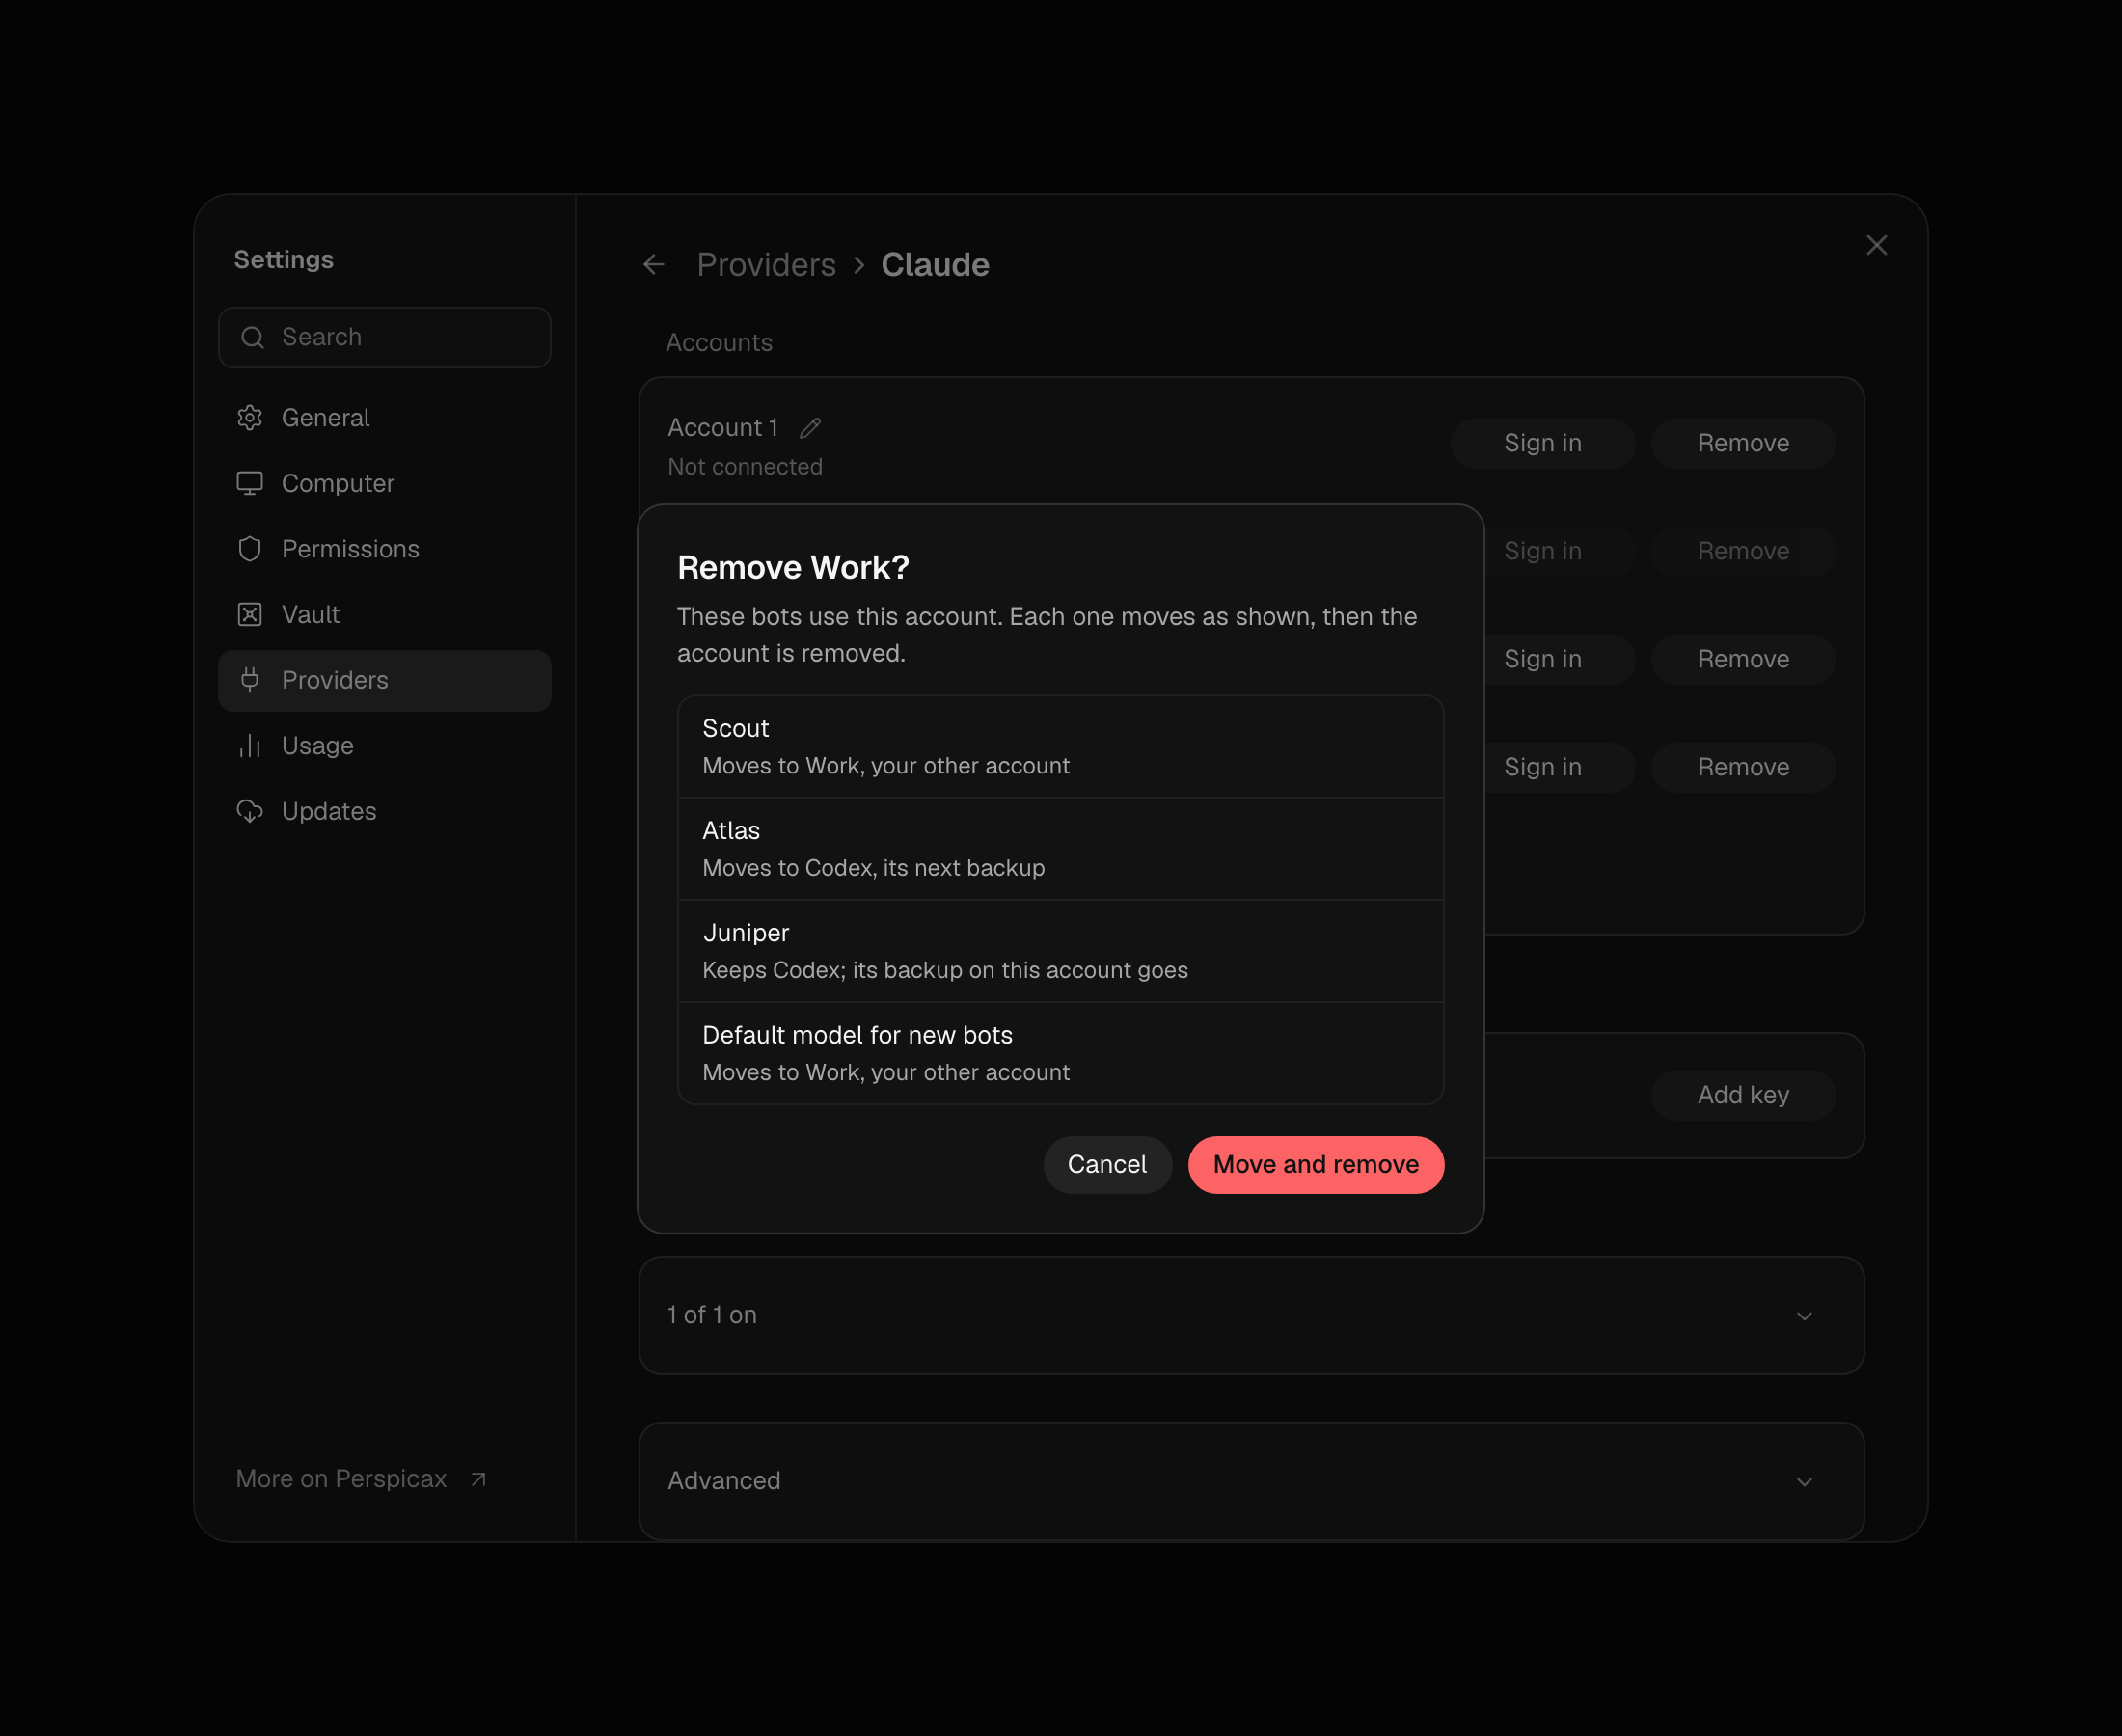 Settings
Search
General
Computer
Permissions
Vault
Providers
Usage
Updates
More on Perspicax
Providers > Claude
Accounts
Account 1
Not connected
Sign in
Remove
Sign in
Remove
Sign in
Remove
Sign in
Remove
Remove Work?
These bots use this account. Each one moves as shown, then the
account is removed.
Scout
Moves to Work, your other account
Atlas
Moves to Codex, its next backup
Juniper
Keeps Codex; its backup on this account goes
Default model for new bots
Moves to Work, your other account
Cancel
Move and remove
Add key
1 of 1 on
Advanced